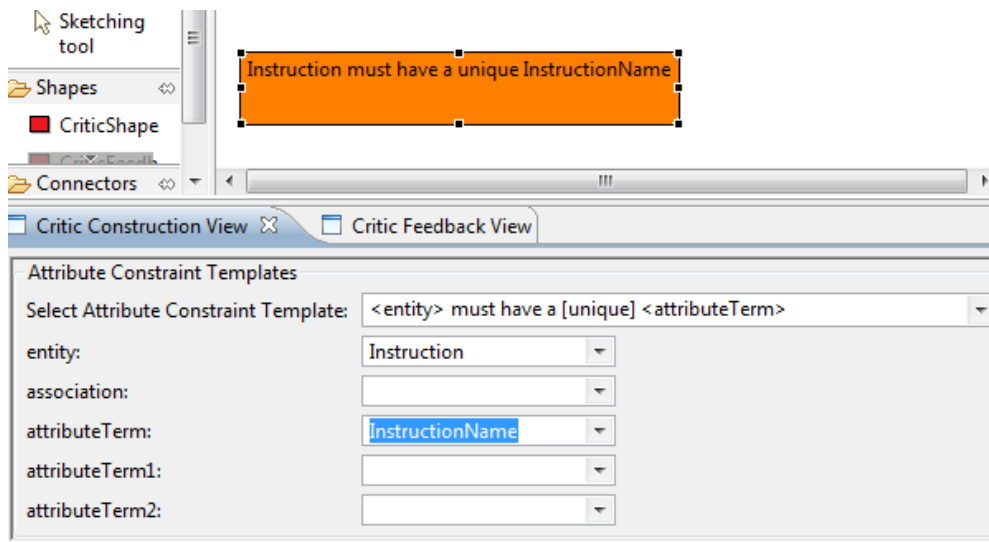 Sketching
tool
Shapes
CriticShape
Connectors
Instruction must have a unique InstructionName
Critic Construction View
Critic Feedback View
Attribute Constraint Templates
Select Attribute Constraint Template: <entity> must have a [unique] <attributeTerm>
entity: Instruction
association:
attributeTerm: InstructionName
attributeTerm1:
attributeTerm2: